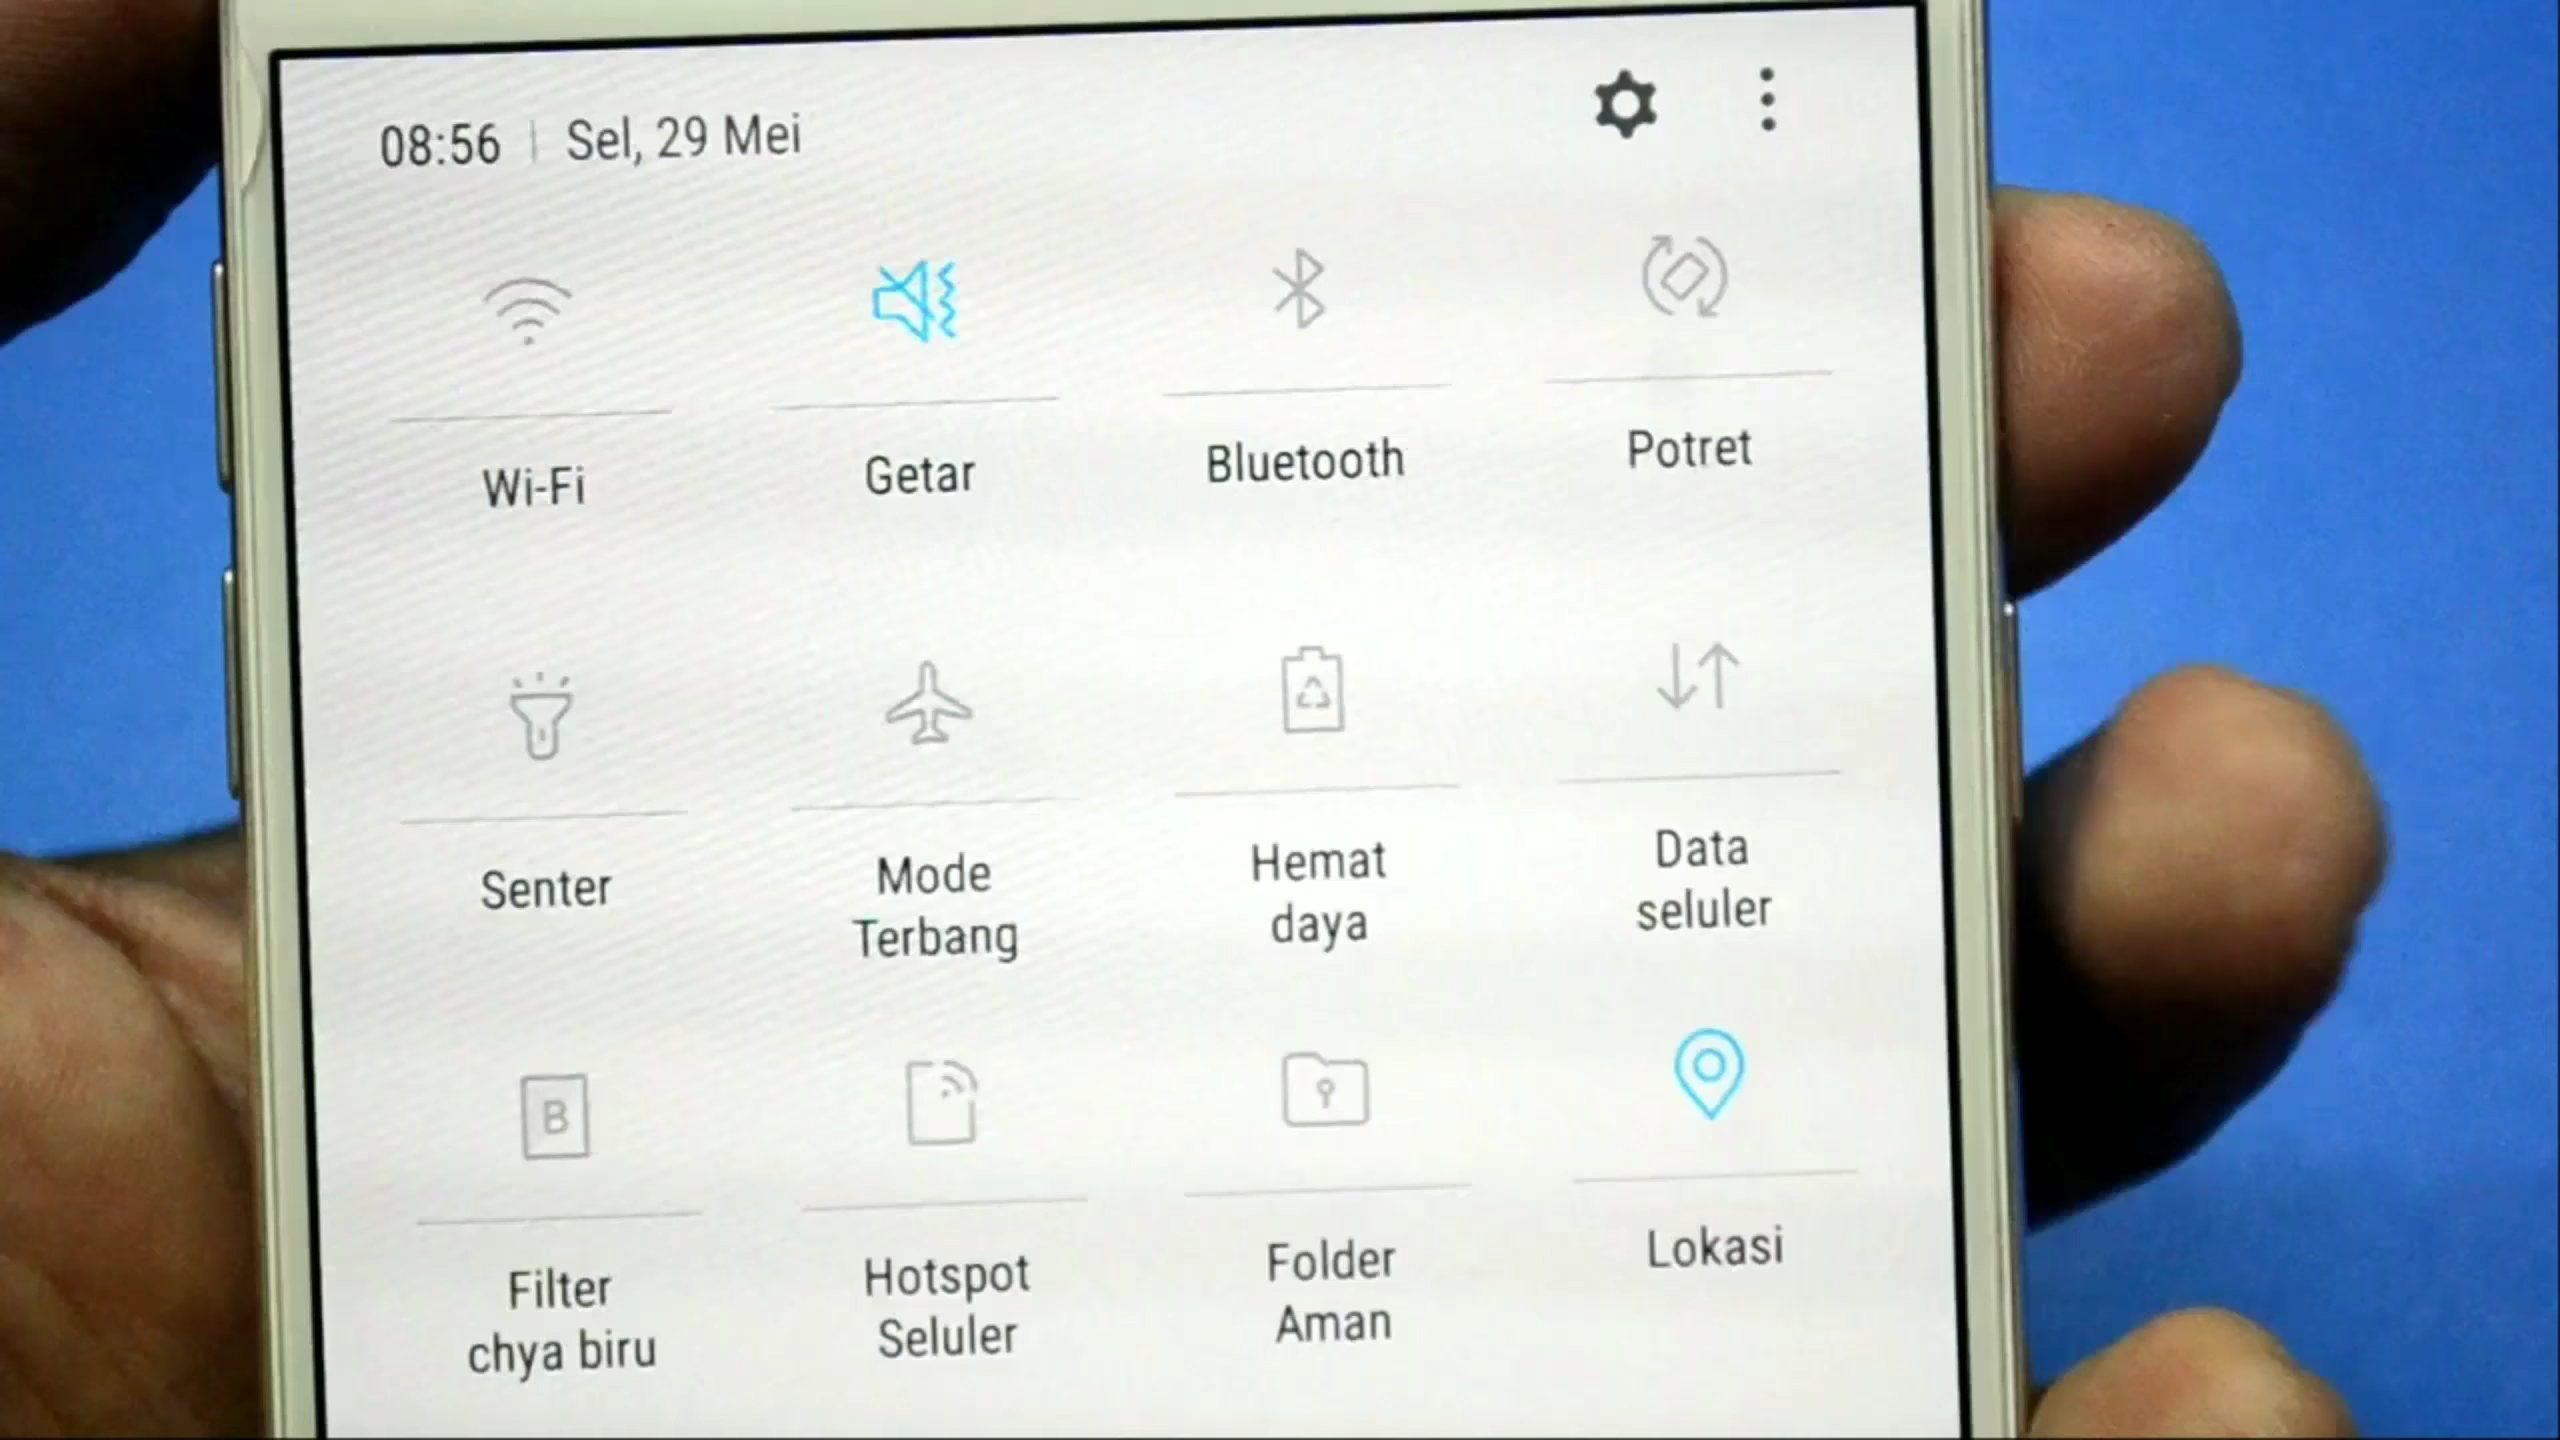 08:56 | Sel, 29 Mei
Wi-Fi
Getar
Bluetooth
Potret
Senter
Mode
Terbang
Hemat
daya
Data
seluler
B
Filter
chya biru
Hotspot
Seluler
Folder
Aman
Lokasi